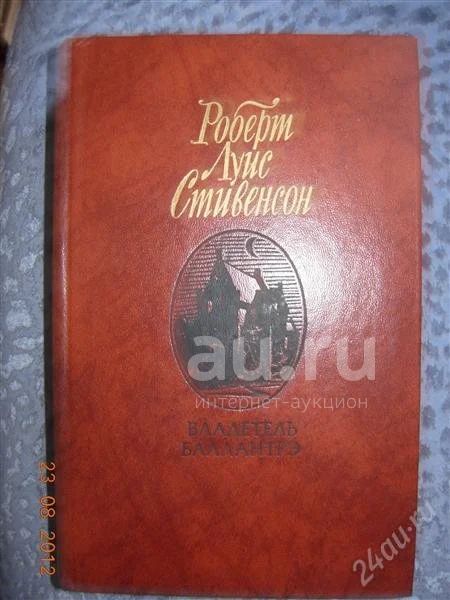 Роберт
Луис
Стивенсон
au.ru
интернет-аукцион
ВЛАДЕТЕЛЬ
БАЛЛАНТРЭ
23 08 2012
24au.ru